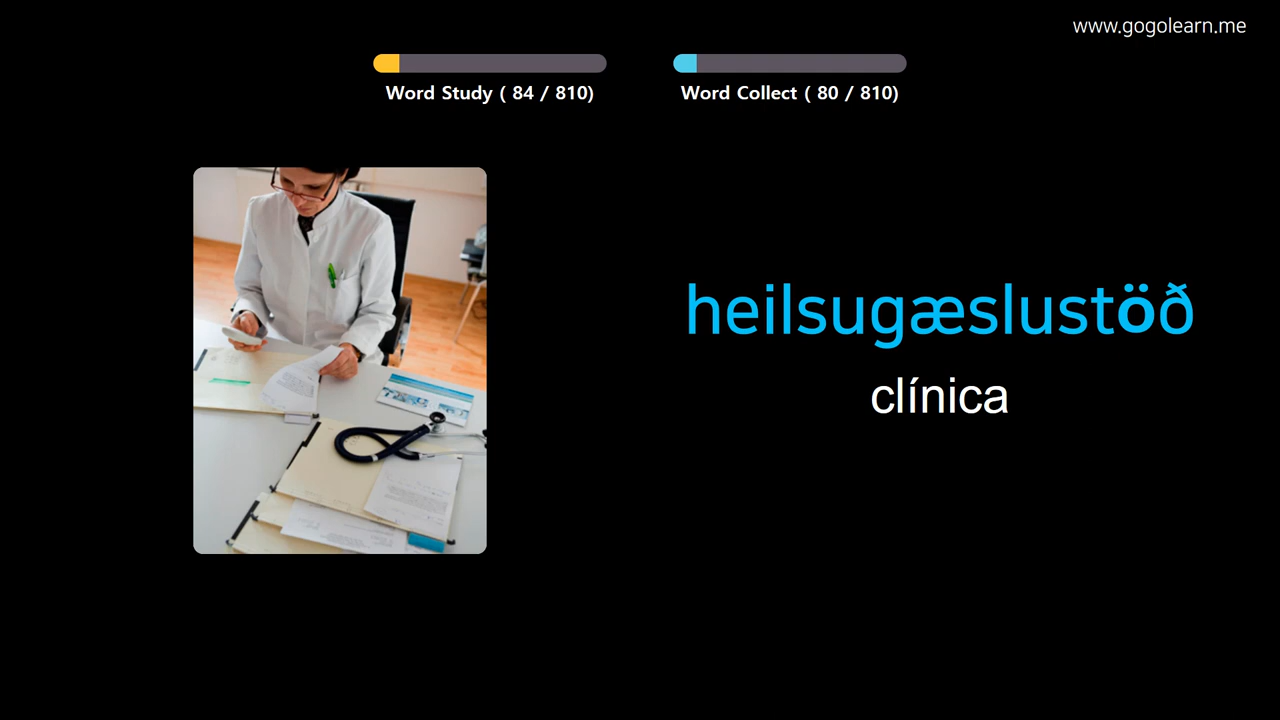 www.gogolearn.me
Word Study ( 84 / 810)
Word Collect ( 80 / 810)
heilsugæslustöð
clínica